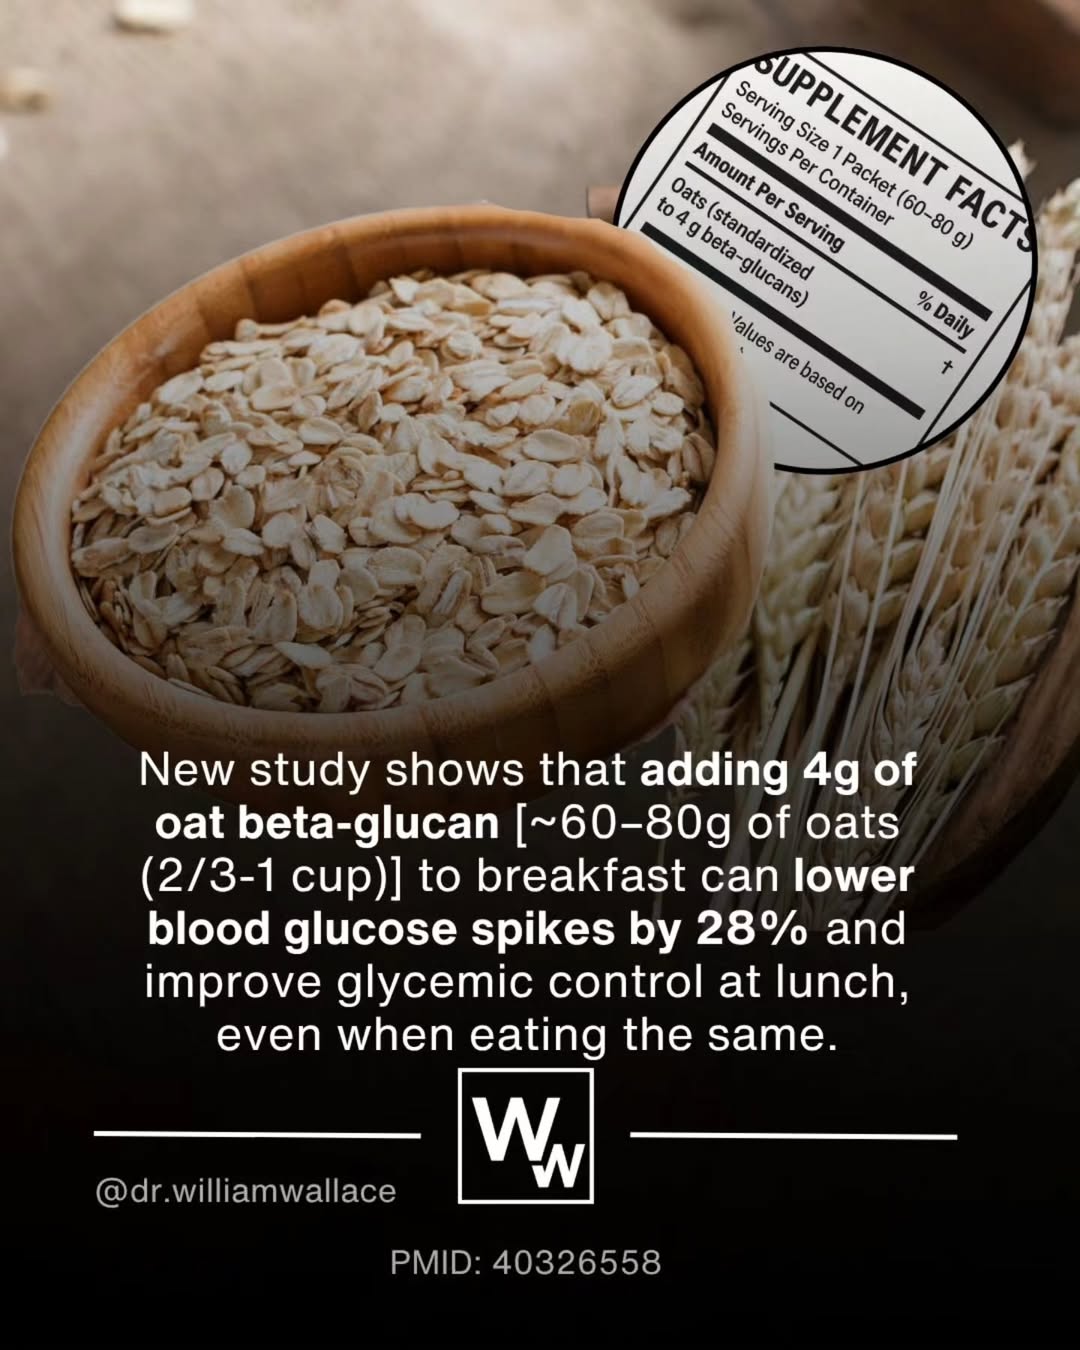 SUPPLEMENT FACTS
Serving Size 1 Packet (60–80 g)
Servings Per Container
Amount Per Serving
% Daily
Oats (standardized
to 4 g beta-glucans)
†
Values are based on
New study shows that adding 4g of
oat beta-glucan [~60–80g of oats
(2/3-1 cup)] to breakfast can lower
blood glucose spikes by 28% and
improve glycemic control at lunch,
even when eating the same.
WW
@dr.williamwallace
PMID: 40326558